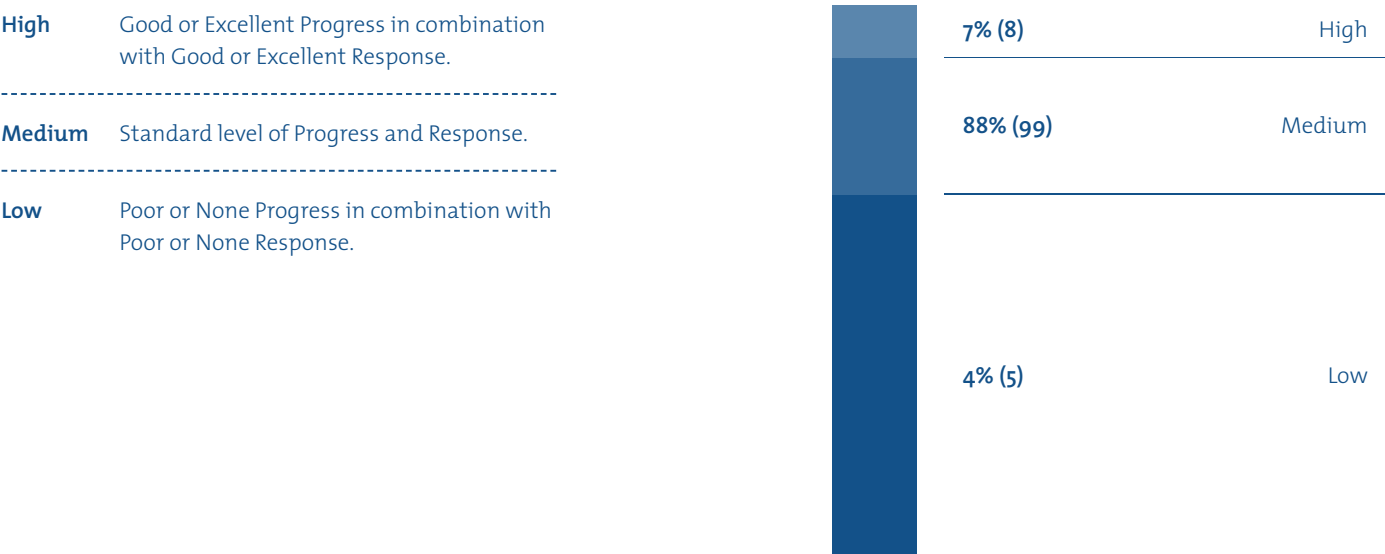 High Good or Excellent Progress in combination
with Good or Excellent Response.
Medium Standard level of Progress and Response.
Low Poor or None Progress in combination with
Poor or None Response.
7% (8) High
88% (99) Medium
4% (5) Low